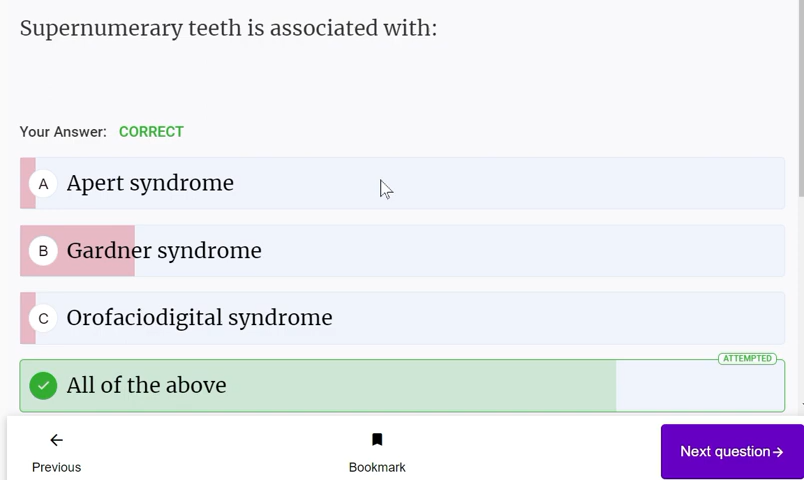 Supernumerary teeth is associated with:
Your Answer: CORRECT
A Apert syndrome
B Gardner syndrome
C Orofaciodigital syndrome
ATTEMPTED
All of the above
Previous
Bookmark
Next question→